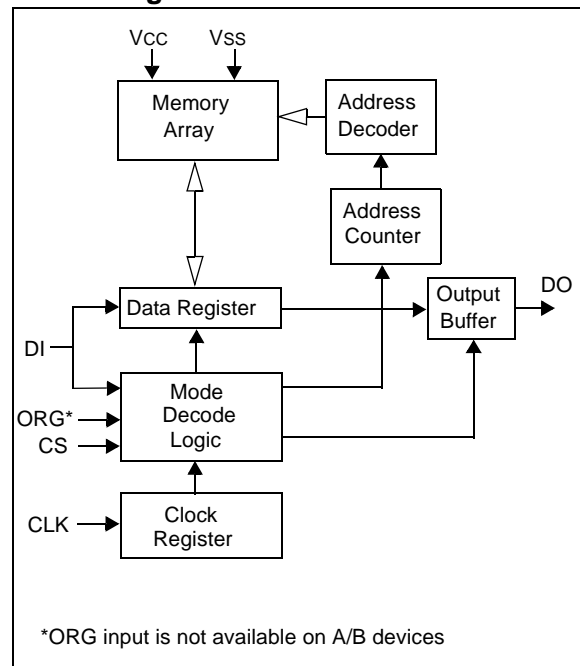 VCC
VSS
Memory
Array
Address
Decoder
Address
Counter
Data Register
Output
Buffer
DO
DI
Mode
Decode
Logic
ORG*
CS
CLK
Clock
Register
*ORG input is not available on A/B devices